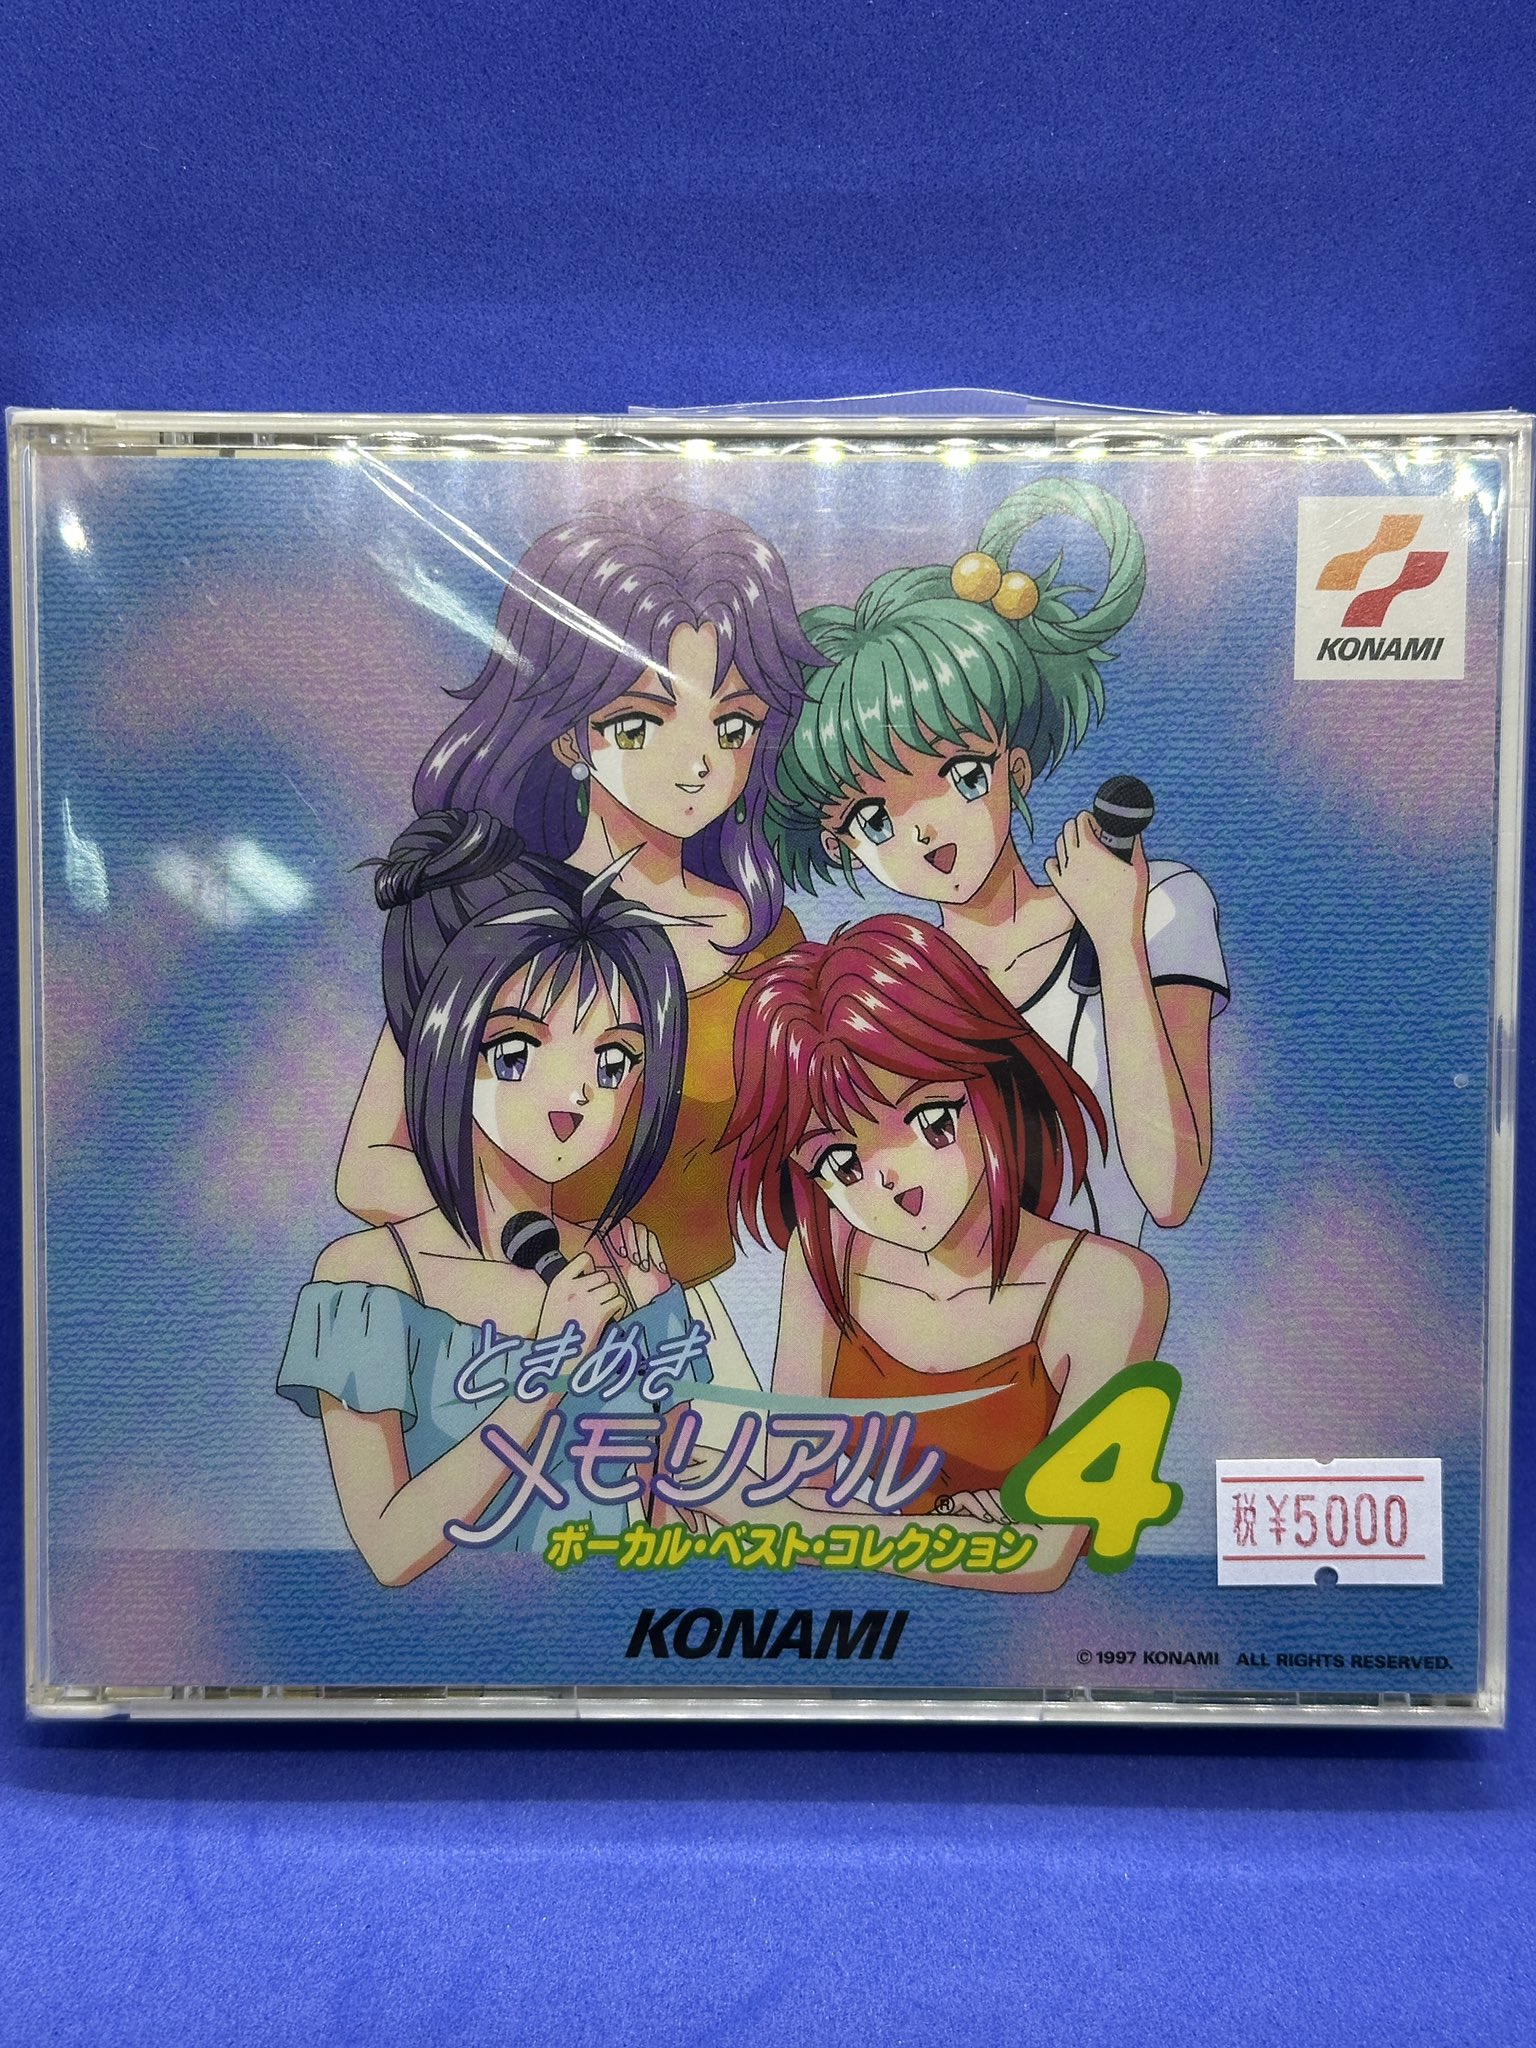 KONAMI
ときめき
メモリアル®
4
ボーカル・ベスト・コレクション
税 ¥5000
KONAMI
©1997 KONAMI ALL RIGHTS RESERVED.